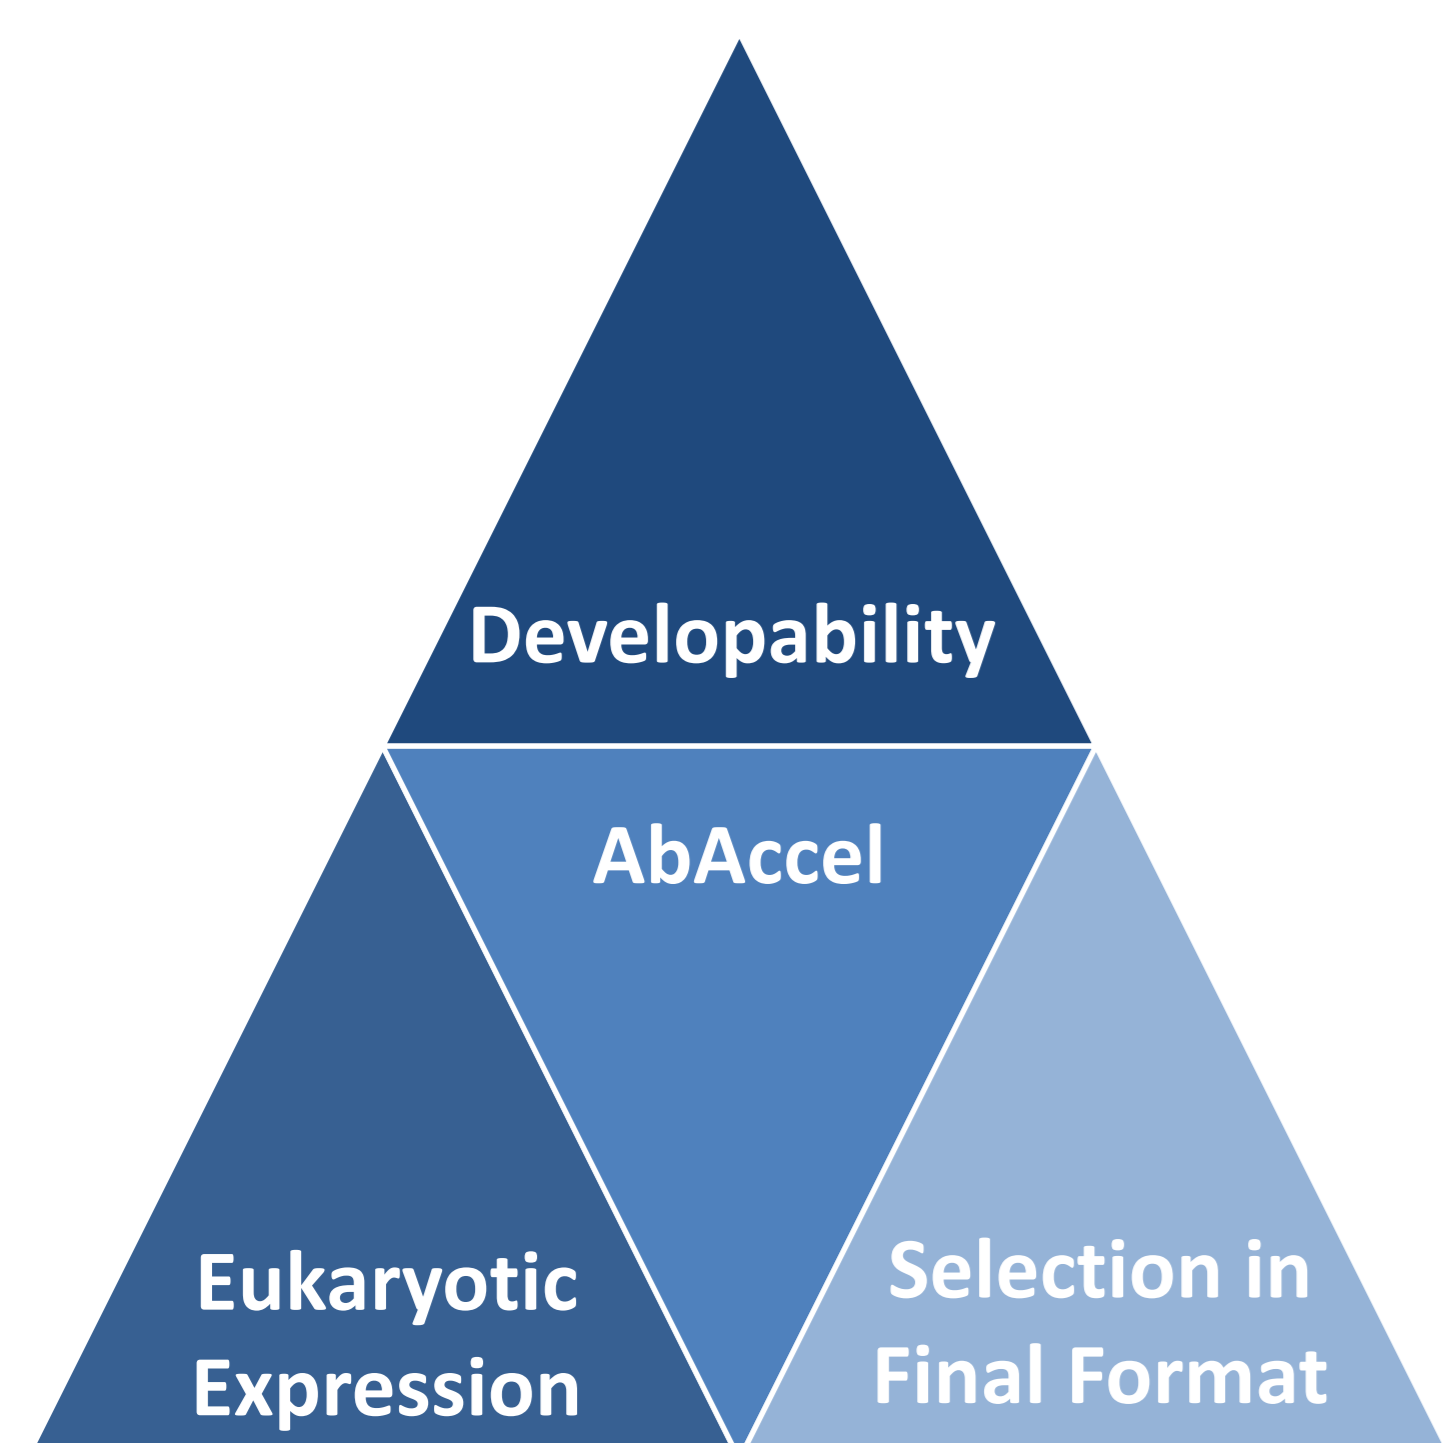 Developability
AbAccel
Eukaryotic
Expression
Selection in
Final Format